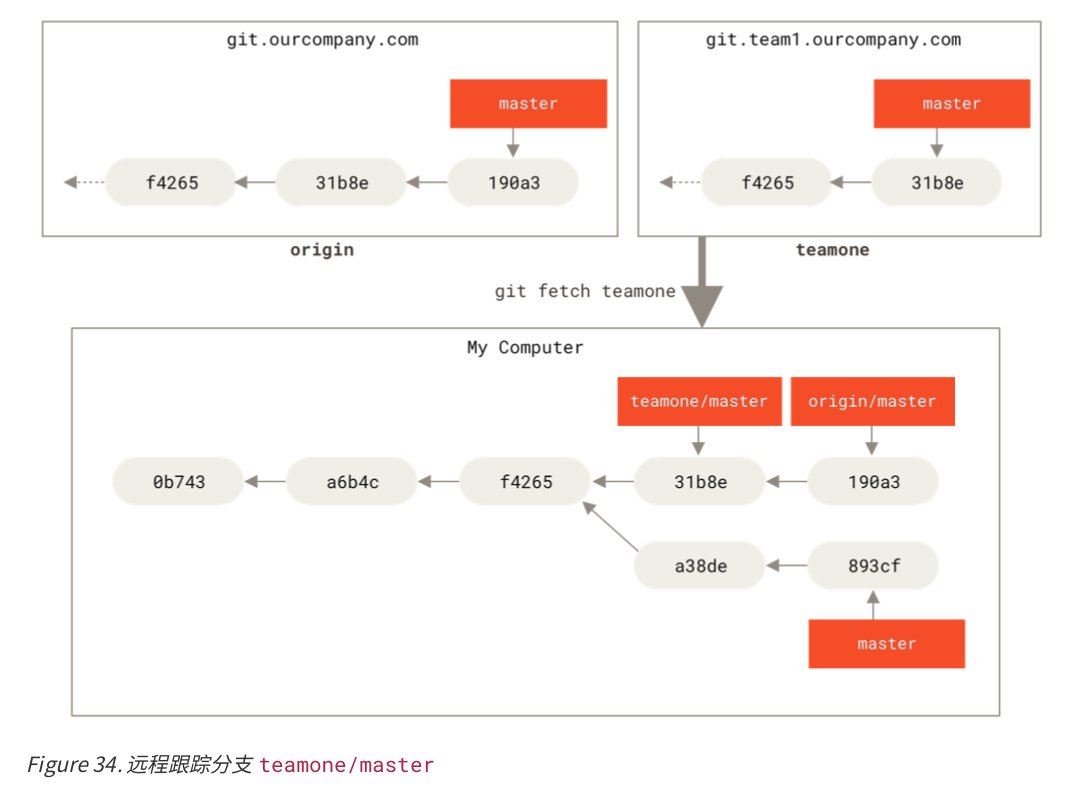 git.ourcompany.com
master
f4265
31b8e
190a3
origin
git.team1.ourcompany.com
master
f4265
31b8e
teamone
git fetch teamone
My Computer
teamone/master
origin/master
0b743
a6b4c
f4265
31b8e
190a3
a38de
893cf
master
Figure 34. 远程跟踪分支 teamone/master